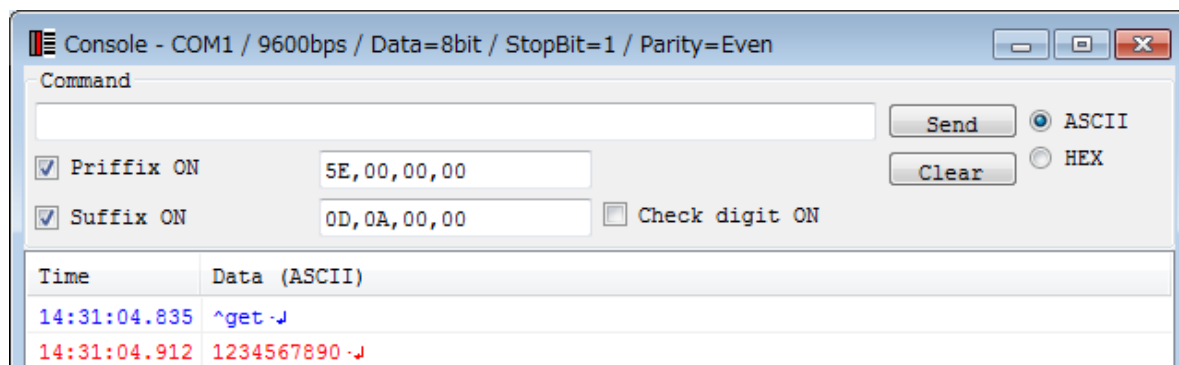 Console - COM1 / 9600bps / Data=8bit / StopBit=1 / Parity=Even
Command
Send ASCII
Priffix ON 5E,00,00,00 Clear HEX
Suffix ON 0D,0A,00,00 Check digit ON
Time Data (ASCII)
14:31:04.835 ^get·↲
14:31:04.912 1234567890·↲